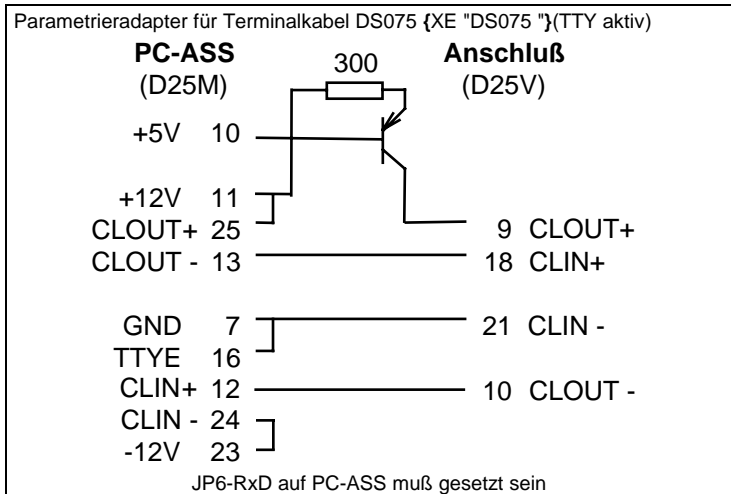 Parametrieradapter für Terminalkabel DS075 {XE "DS075 "}(TTY aktiv)
PC-ASS 300 Anschluß
(D25M) (D25V)
+5V 10
+12V 11
CLOUT+ 25 9 CLOUT+
CLOUT - 13 18 CLIN+
GND 7 21 CLIN -
TTYE 16
CLIN+ 12 10 CLOUT -
CLIN - 24
-12V 23
JP6-RxD auf PC-ASS muß gesetzt sein